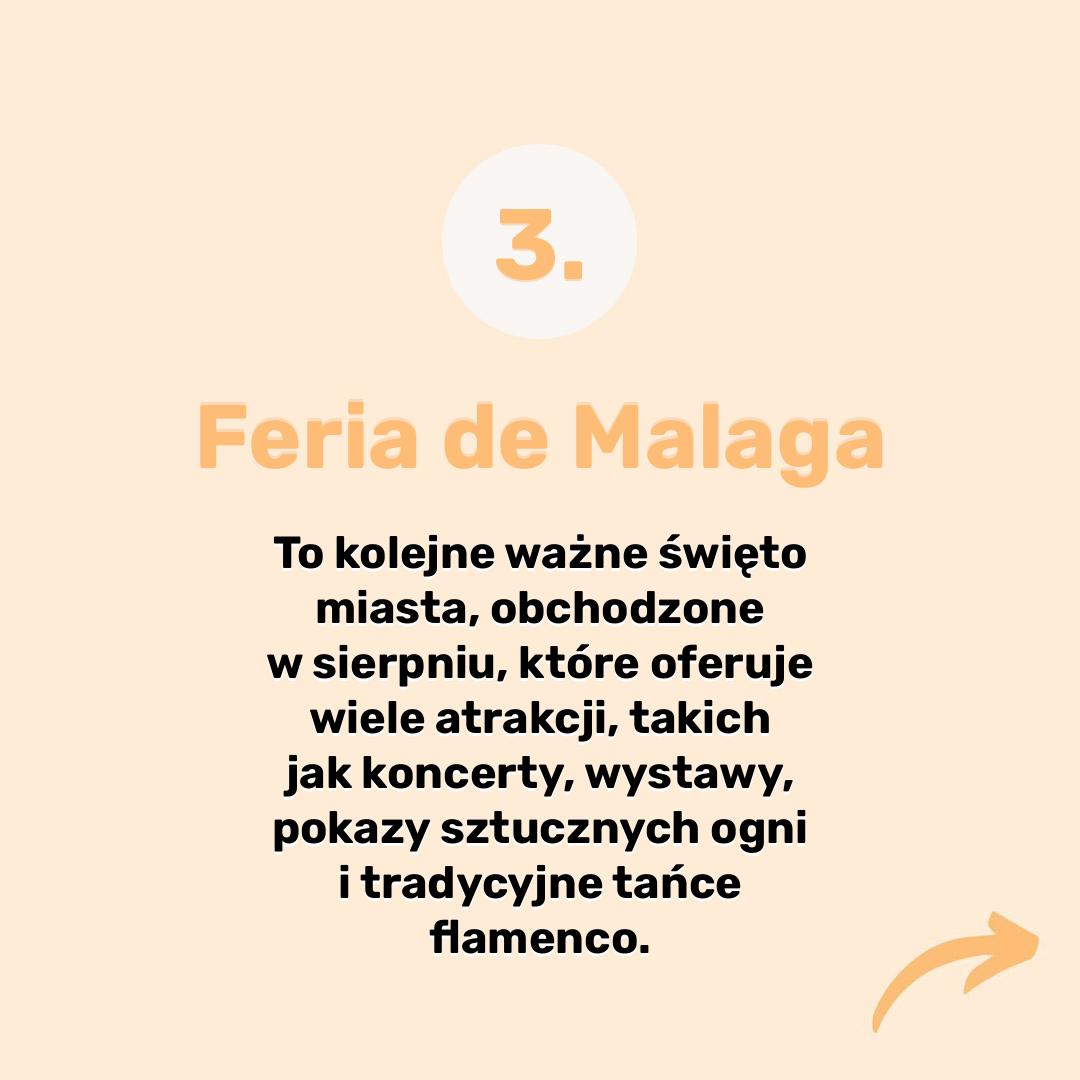 3.
Feria de Malaga
To kolejne ważne święto
miasta, obchodzone
w sierpniu, które oferuje
wiele atrakcji, takich
jak koncerty, wystawy,
pokazy sztucznych ogni
i tradycyjne tańce
flamenco.